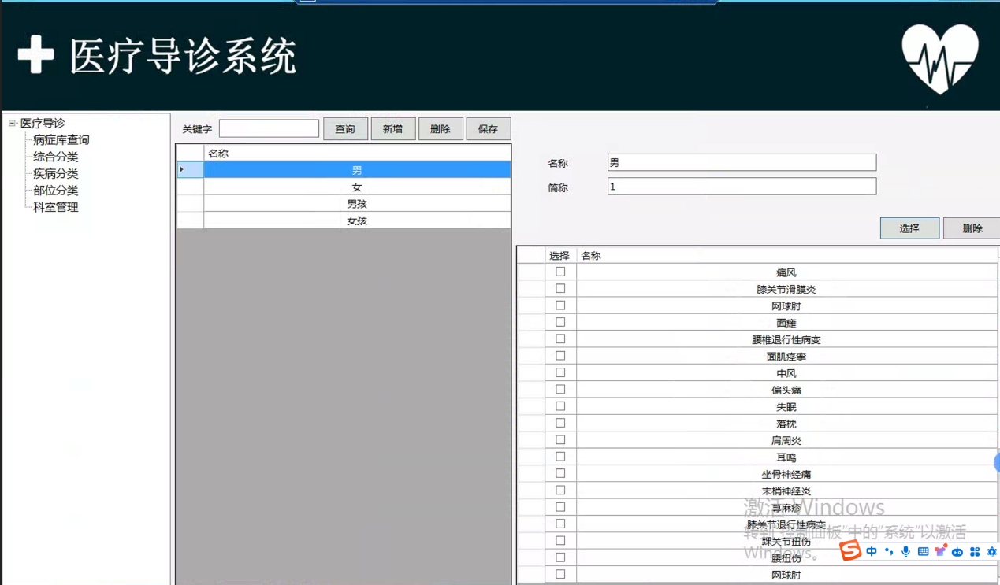 医疗导诊系统
医疗导诊
病症库查询
综合分类
疾病分类
部位分类
科室管理
关键字 查询 新增 删除 保存
名称
男
女
男孩
女孩
名称 男
简称 1
选择 删除
选择 名称
痛风
膝关节滑膜炎
网球肘
面瘫
腰椎退行性病变
面肌痉挛
中风
偏头痛
失眠
落枕
肩周炎
耳鸣
坐骨神经痛
末梢神经炎
荨麻疹
膝关节退行性病变
踝关节扭伤
腰扭伤
网球肘
激活 Windows
转到"控制面板"中的"系统"以激活
Windows。
中